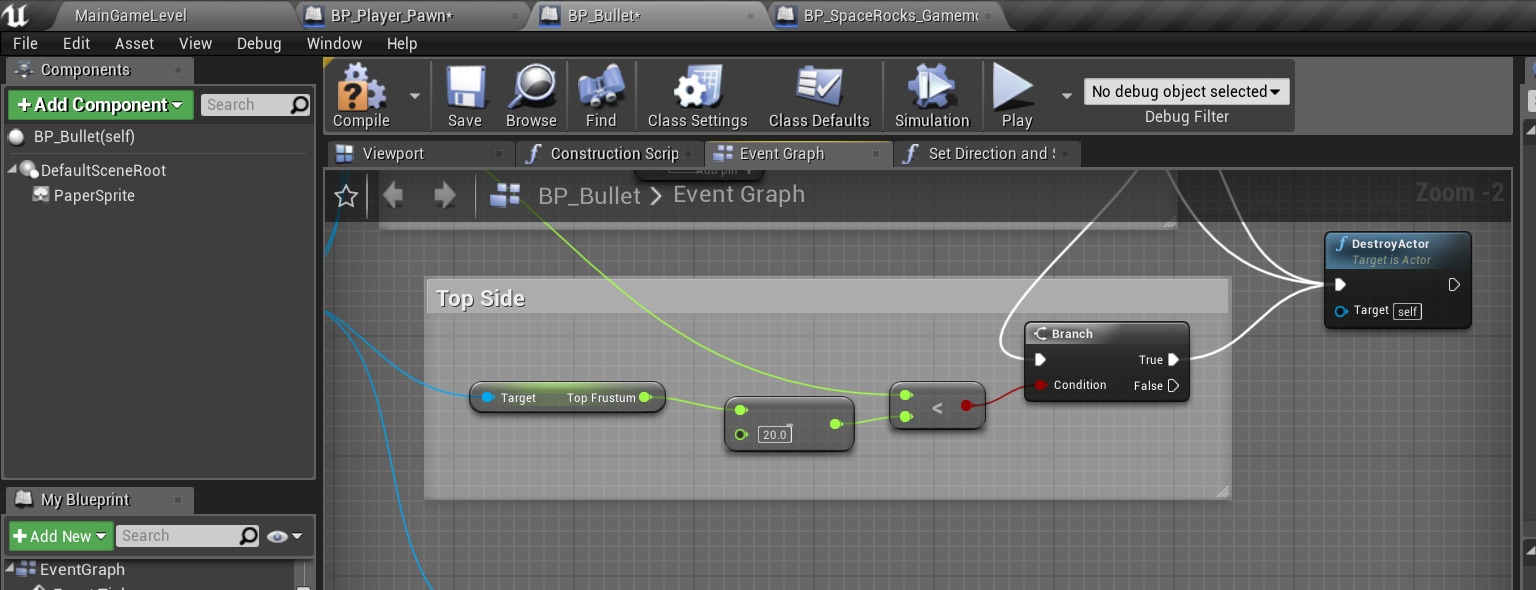 MainGameLevel
BP_Player_Pawn*
BP_Bullet*
BP_SpaceRocks_Gamem
File Edit Asset View Debug Window Help
Components
+Add Component
Search
BP_Bullet(self)
DefaultSceneRoot
PaperSprite
Compile
Save
Browse
Find
Class Settings
Class Defaults
Simulation
Play
No debug object selected
Debug Filter
Viewport
Construction Scrip
Event Graph
Set Direction and
Add pin +
BP_Bullet > Event Graph
Zoom -2
DestroyActor
Target is Actor
Target self
Top Side
Branch
True
Condition False
Target Top Frustum
-
20.0
<
My Blueprint
+Add New
Search
EventGraph